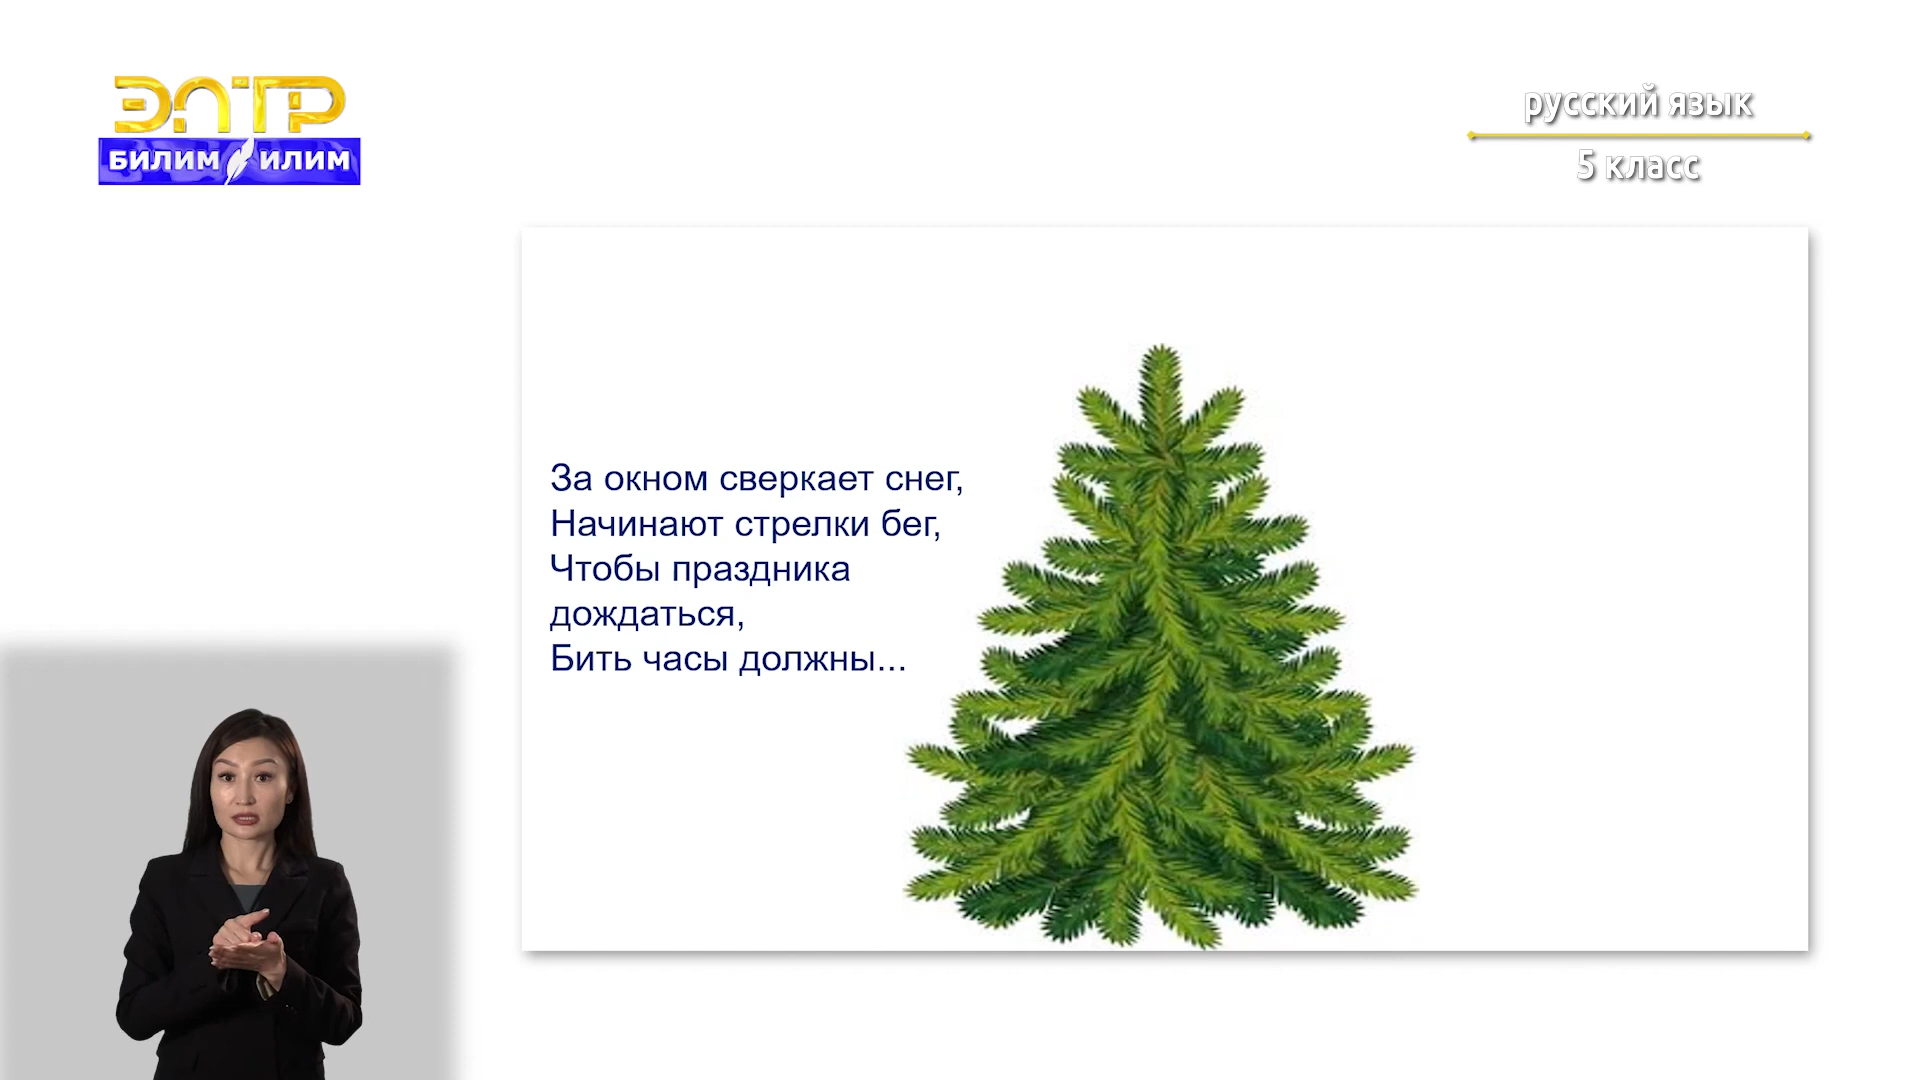 ЭЛТР
БИЛИМ ИЛИМ
русский язык
5 класс
За окном сверкает снег,
Начинают стрелки бег,
Чтобы праздника
дождаться,
Бить часы должны...